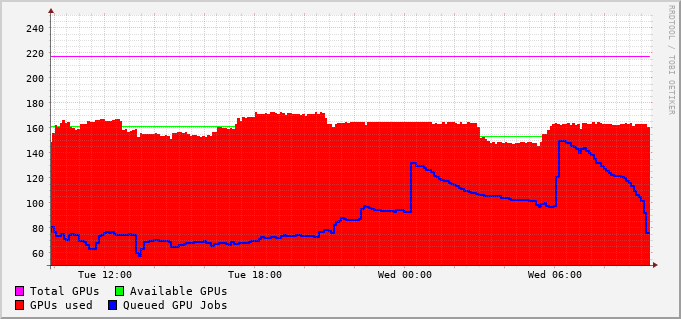 RRDTOOL / TOBI OETIKER
240
220
200
180
160
140
120
100
80
60
Tue 12:00 Tue 18:00 Wed 00:00 Wed 06:00
Total GPUs Available GPUs
GPUs used Queued GPU Jobs